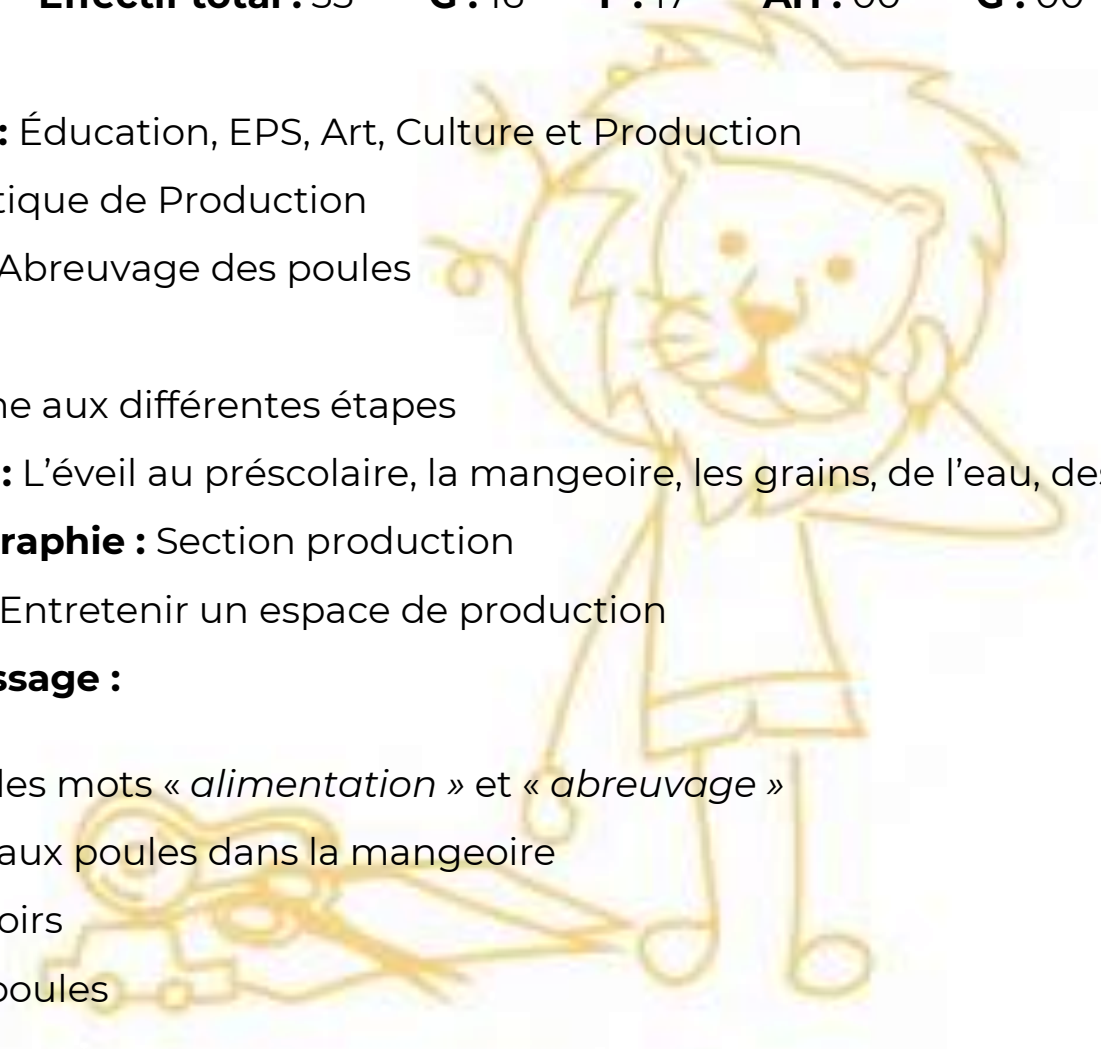 Effectif total : 33 G : 16 F : 17 AH : 00 G : 00
: Éducation, EPS, Art, Culture et Production
tique de Production
Abreuvage des poules
ne aux différentes étapes
: L’éveil au préscolaire, la mangeoire, les grains, de l’eau, des
raphie : Section production
Entretenir un espace de production
ssage :
les mots « alimentation » et « abreuvage »
aux poules dans la mangeoire
oirs
poules